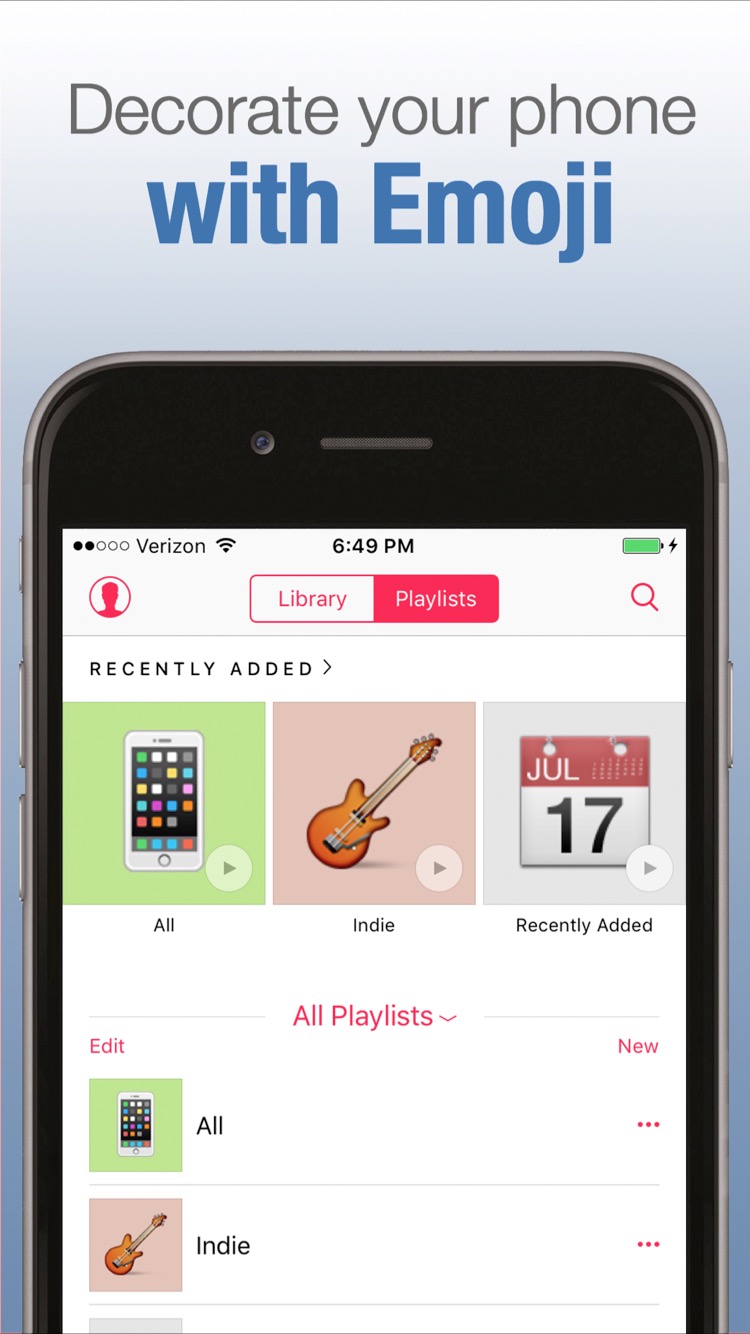 Decorate your phone
with Emoji
Verizon 6:49 PM
Library Playlists
RECENTLY ADDED >
JUL
17
All Indie Recently Added
All Playlists
Edit New
All
Indie